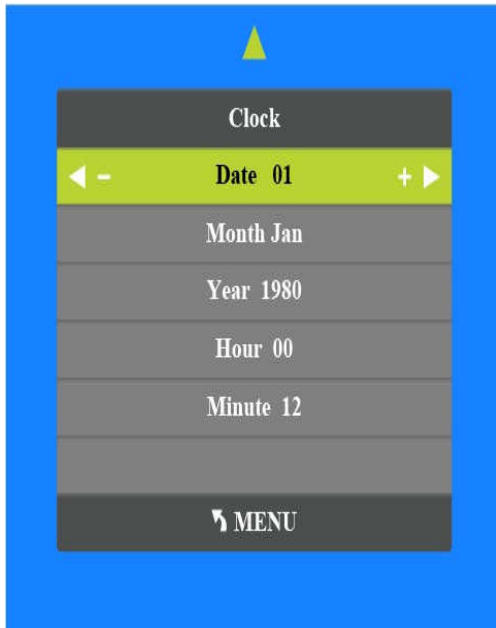 Clock
- Date 01 +
Month Jan
Year 1980
Hour 00
Minute 12
MENU